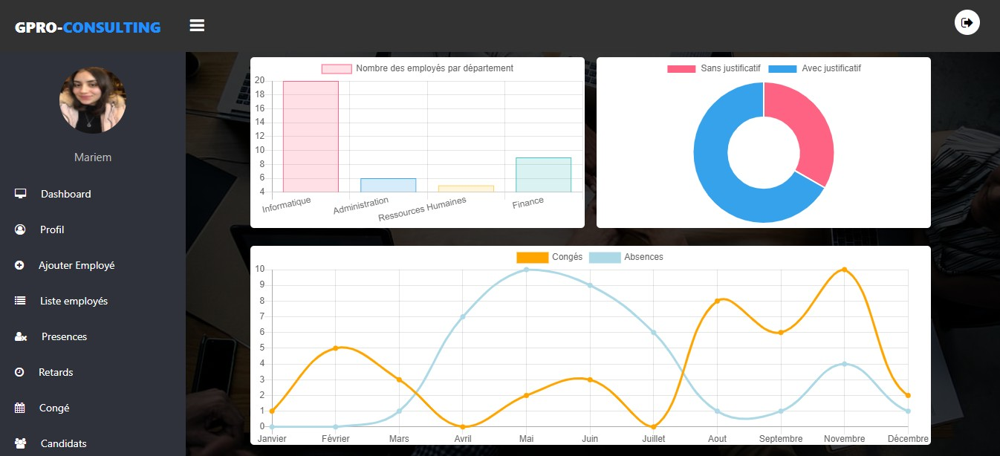 GPRO-CONSULTING
Mariem
Dashboard
Profil
Ajouter Employé
Liste employés
Presences
Retards
Congé
Candidats
Nombre des employés par département
20
18
16
14
12
10
8
6
4
Informatique
Administration
Ressources Humaines
Finance
Sans justificatif Avec justificatif
Congés Absences
10
9
8
7
6
5
4
3
2
1
0
Janvier Février Mars Avril Mai Juin Juillet Aout Septembre Novembre Décembre